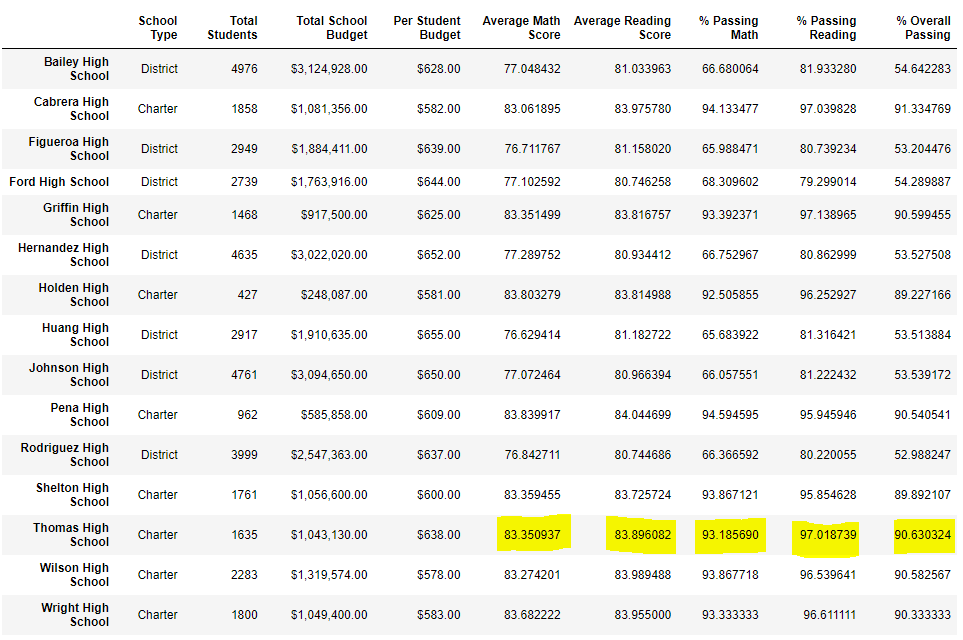 School Type Total Students Total School Budget Per Student Budget Average Math Score Average Reading Score % Passing Math % Passing Reading % Overall Passing
Bailey High School District 4976 $3,124,928.00 $628.00 77.048432 81.033963 66.680064 81.933280 54.642283
Cabrera High School Charter 1858 $1,081,356.00 $582.00 83.061895 83.975780 94.133477 97.039828 91.334769
Figueroa High School District 2949 $1,884,411.00 $639.00 76.711767 81.158020 65.988471 80.739234 53.204476
Ford High School District 2739 $1,763,916.00 $644.00 77.102592 80.746258 68.309602 79.299014 54.289887
Griffin High School Charter 1468 $917,500.00 $625.00 83.351499 83.816757 93.392371 97.138965 90.599455
Hernandez High School District 4635 $3,022,020.00 $652.00 77.289752 80.934412 66.752967 80.862999 53.527508
Holden High School Charter 427 $248,087.00 $581.00 83.803279 83.814988 92.505855 96.252927 89.227166
Huang High School District 2917 $1,910,635.00 $655.00 76.629414 81.182722 65.683922 81.316421 53.513884
Johnson High School District 4761 $3,094,650.00 $650.00 77.072464 80.966394 66.057551 81.222432 53.539172
Pena High School Charter 962 $585,858.00 $609.00 83.839917 84.044699 94.594595 95.945946 90.540541
Rodriguez High School District 3999 $2,547,363.00 $637.00 76.842711 80.744686 66.366592 80.220055 52.988247
Shelton High School Charter 1761 $1,056,600.00 $600.00 83.359455 83.725724 93.867121 95.854628 89.892107
Thomas High School Charter 1635 $1,043,130.00 $638.00 83.350937 83.896082 93.185690 97.018739 90.630324
Wilson High School Charter 2283 $1,319,574.00 $578.00 83.274201 83.989488 93.867718 96.539641 90.582567
Wright High School Charter 1800 $1,049,400.00 $583.00 83.682222 83.955000 93.333333 96.611111 90.333333